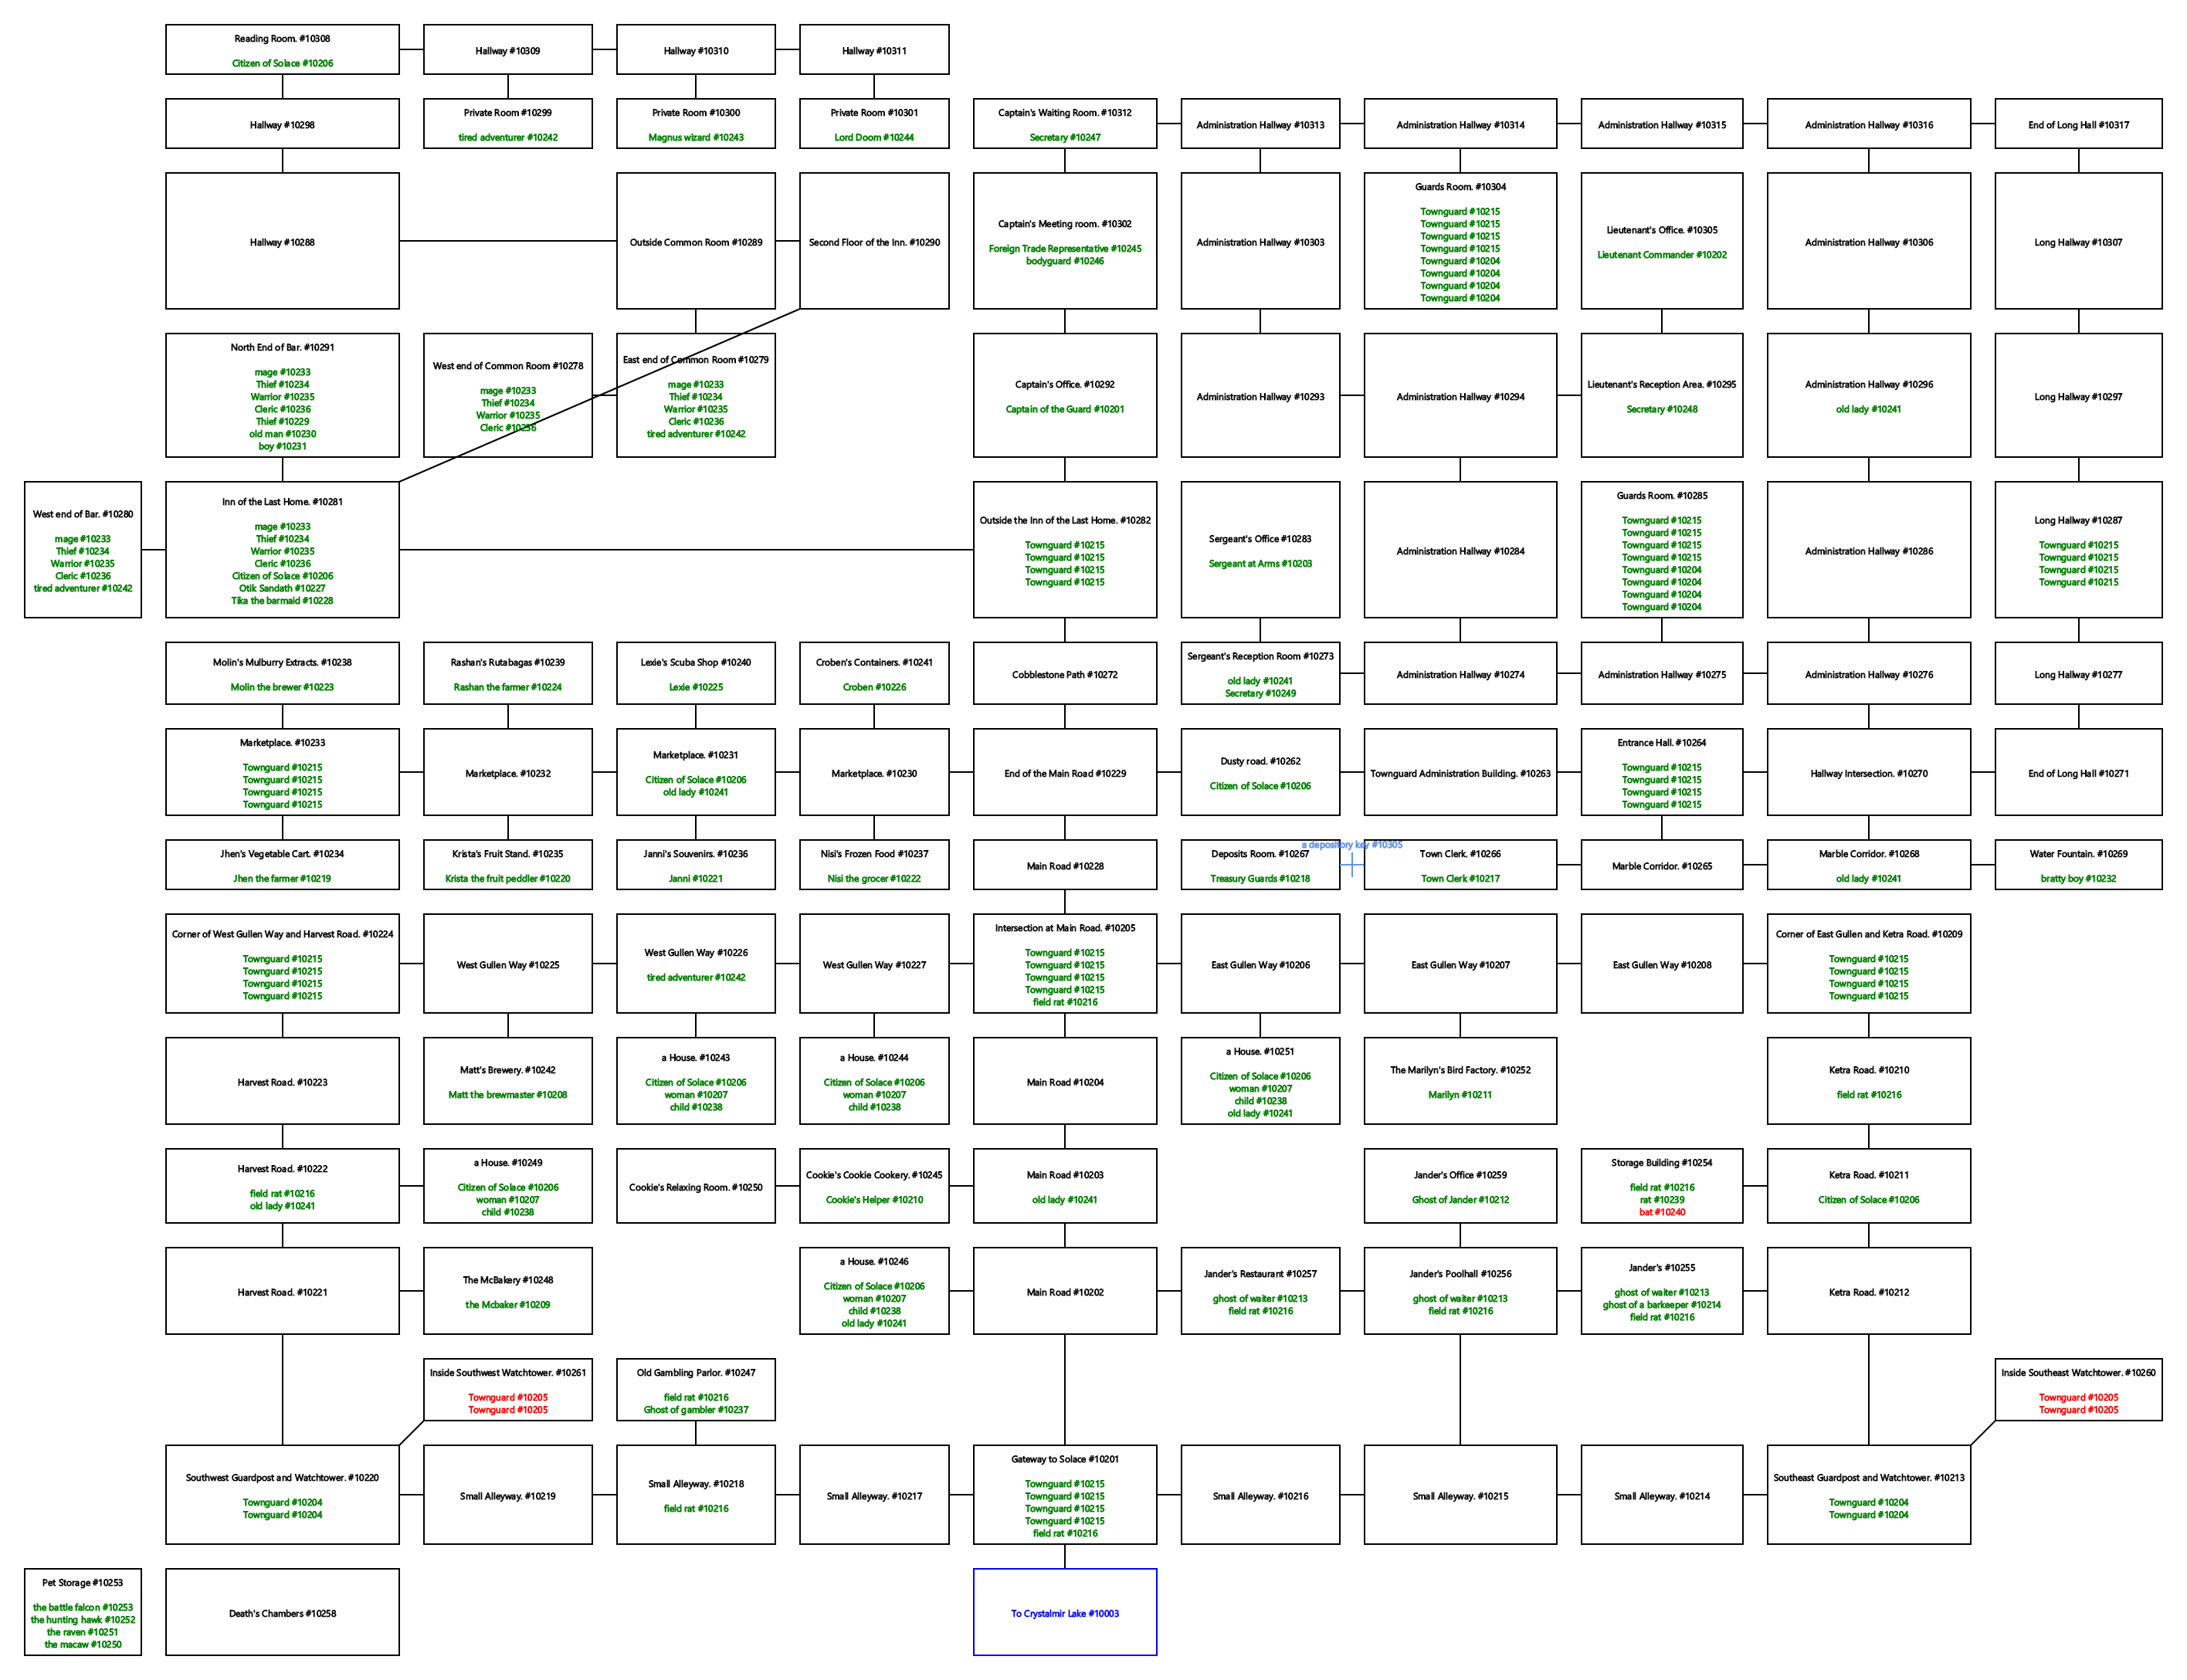 Reading Room. #10308
Citizen of Solace #10206
Hallway #10309
Hallway #10310
Hallway #10311
Hallway #10298
Private Room #10299
tired adventurer #10242
Private Room #10300
Magnus wizard #10243
Private Room #10301
Lord Doom #10244
Captain's Waiting Room. #10312
Secretary #10247
Administration Hallway #10313
Administration Hallway #10314
Administration Hallway #10315
Administration Hallway #10316
End of Long Hall #10317
Hallway #10288
Outside Common Room #10289
Second Floor of the Inn. #10290
Captain's Meeting room. #10302
Foreign Trade Representative #10245
bodyguard #10246
Administration Hallway #10303
Guards Room. #10304
Townguard #10215
Townguard #10215
Townguard #10215
Townguard #10215
Townguard #10204
Townguard #10204
Townguard #10204
Townguard #10204
Lieutenant's Office. #10305
Lieutenant Commander #10202
Administration Hallway #10306
Long Hallway #10307
North End of Bar. #10291
mage #10233
Thief #10234
Warrior #10235
Cleric #10236
Thief #10229
old man #10230
boy #10231
West end of Common Room #10278
mage #10233
Thief #10234
Warrior #10235
Cleric #10236
East end of Common Room #10279
mage #10233
Thief #10234
Warrior #10235
Cleric #10236
tired adventurer #10242
Captain's Office. #10292
Captain of the Guard #10201
Administration Hallway #10293
Administration Hallway #10294
Lieutenant's Reception Area. #10295
Secretary #10248
Administration Hallway #10296
old lady #10241
Long Hallway #10297
West end of Bar. #10280
mage #10233
Thief #10234
Warrior #10235
Cleric #10236
tired adventurer #10242
Inn of the Last Home. #10281
mage #10233
Thief #10234
Warrior #10235
Cleric #10236
Citizen of Solace #10206
Otik Sandath #10227
Tika the barmaid #10228
Outside the Inn of the Last Home. #10282
Townguard #10215
Townguard #10215
Townguard #10215
Townguard #10215
Sergeant's Office #10283
Sergeant at Arms #10203
Administration Hallway #10284
Guards Room. #10285
Townguard #10215
Townguard #10215
Townguard #10215
Townguard #10215
Townguard #10204
Townguard #10204
Townguard #10204
Townguard #10204
Administration Hallway #10286
Long Hallway #10287
Townguard #10215
Townguard #10215
Townguard #10215
Townguard #10215
Molin's Mulburry Extracts. #10238
Molin the brewer #10223
Rashan's Rutabagas #10239
Rashan the farmer #10224
Lexie's Scuba Shop #10240
Lexie #10225
Croben's Containers. #10241
Croben #10226
Cobblestone Path #10272
Sergeant's Reception Room #10273
old lady #10241
Secretary #10249
Administration Hallway #10274
Administration Hallway #10275
Administration Hallway #10276
Long Hallway #10277
Marketplace. #10233
Townguard #10215
Townguard #10215
Townguard #10215
Townguard #10215
Marketplace. #10232
Marketplace. #10231
Citizen of Solace #10206
old lady #10241
Marketplace. #10230
End of the Main Road #10229
Dusty road. #10262
Citizen of Solace #10206
Townguard Administration Building. #10263
Entrance Hall. #10264
Townguard #10215
Townguard #10215
Townguard #10215
Townguard #10215
Hallway Intersection. #10270
End of Long Hall #10271
Jhen's Vegetable Cart. #10234
Jhen the farmer #10219
Krista's Fruit Stand. #10235
Krista the fruit peddler #10220
Janni's Souvenirs. #10236
Janni #10221
Nisi's Frozen Food #10237
Nisi the grocer #10222
Main Road #10228
Deposits Room. #10267
Treasury Guards #10218
a depository key #10305
Town Clerk. #10266
Town Clerk #10217
Marble Corridor. #10265
Marble Corridor. #10268
old lady #10241
Water Fountain. #10269
bratty boy #10232
Corner of West Gullen Way and Harvest Road. #10224
Townguard #10215
Townguard #10215
Townguard #10215
Townguard #10215
West Gullen Way #10225
West Gullen Way #10226
tired adventurer #10242
West Gullen Way #10227
Intersection at Main Road. #10205
Townguard #10215
Townguard #10215
Townguard #10215
Townguard #10215
field rat #10216
East Gullen Way #10206
East Gullen Way #10207
East Gullen Way #10208
Corner of East Gullen and Ketra Road. #10209
Townguard #10215
Townguard #10215
Townguard #10215
Townguard #10215
Harvest Road. #10223
Matt's Brewery. #10242
Matt the brewmaster #10208
a House. #10243
Citizen of Solace #10206
woman #10207
child #10238
a House. #10244
Citizen of Solace #10206
woman #10207
child #10238
Main Road #10204
a House. #10251
Citizen of Solace #10206
woman #10207
child #10238
old lady #10241
The Marilyn's Bird Factory. #10252
Marilyn #10211
Ketra Road. #10210
field rat #10216
Harvest Road. #10222
field rat #10216
old lady #10241
a House. #10249
Citizen of Solace #10206
woman #10207
child #10238
Cookie's Relaxing Room. #10250
Cookie's Cookie Cookery. #10245
Cookie's Helper #10210
Main Road #10203
old lady #10241
Jander's Office #10259
Ghost of Jander #10212
Storage Building #10254
field rat #10216
rat #10239
bat #10240
Ketra Road. #10211
Citizen of Solace #10206
Harvest Road. #10221
The McBakery #10248
the Mcbaker #10209
a House. #10246
Citizen of Solace #10206
woman #10207
child #10238
old lady #10241
Main Road #10202
Jander's Restaurant #10257
ghost of waiter #10213
field rat #10216
Jander's Poolhall #10256
ghost of waiter #10213
field rat #10216
Jander's #10255
ghost of waiter #10213
ghost of a barkeeper #10214
field rat #10216
Ketra Road. #10212
Inside Southwest Watchtower. #10261
Townguard #10205
Townguard #10205
Old Gambling Parlor. #10247
field rat #10216
Ghost of gambler #10237
Inside Southeast Watchtower. #10260
Townguard #10205
Townguard #10205
Southwest Guardpost and Watchtower. #10220
Townguard #10204
Townguard #10204
Small Alleyway. #10219
Small Alleyway. #10218
field rat #10216
Small Alleyway. #10217
Gateway to Solace #10201
Townguard #10215
Townguard #10215
Townguard #10215
Townguard #10215
field rat #10216
Small Alleyway. #10216
Small Alleyway. #10215
Small Alleyway. #10214
Southeast Guardpost and Watchtower. #10213
Townguard #10204
Townguard #10204
Pet Storage #10253
the battle falcon #10253
the hunting hawk #10252
the raven #10251
the macaw #10250
Death's Chambers #10258
To Crystalmir Lake #10003